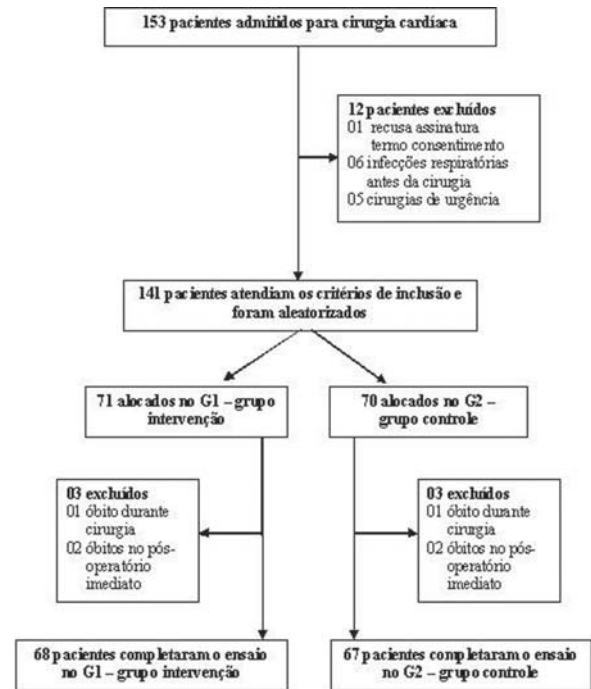 153 pacientes admitidos para cirurgia cardíaca
12 pacientes excluídos
01 recusa assinatura
termo consentimento
06 infecções respiratórias
antes da cirurgia
05 cirurgias de urgência
141 pacientes atendiam os critérios de inclusão e
foram aleatorizados
71 alocados no G1 – grupo
intervenção
70 alocados no G2 –
grupo controle
03 excluídos
01 óbito durante
cirurgia
02 óbitos no pós-
operatório
imediato
03 excluídos
01 óbito durante
cirurgia
02 óbitos no pós-
operatório
imediato
68 pacientes completaram o ensaio
no G1 – grupo intervenção
67 pacientes completaram o ensaio
no G2 – grupo controle